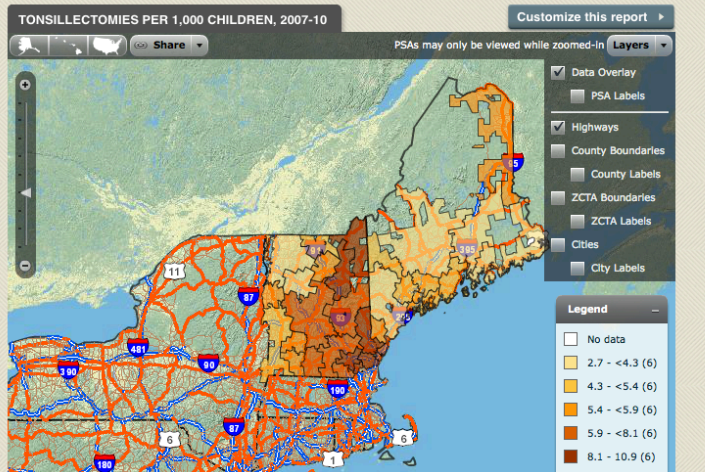 TONSILLECTOMIES PER 1,000 CHILDREN, 2007-10
Customize this report
Share
PSAs may only be viewed while zoomed-in
Layers
Data Overlay
PSA Labels
Highways
County Boundaries
County Labels
ZCTA Boundaries
ZCTA Labels
Cities
City Labels
95
2
395
91
11
87
93
295
481
90
390
190
87
6
6
1
180
Legend
No data
2.7 - <4.3 (6)
4.3 - <5.4 (6)
5.4 - <5.9 (6)
5.9 - <8.1 (6)
8.1 - 10.9 (6)